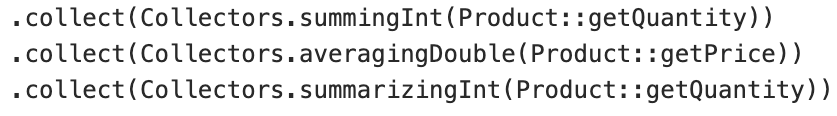 .collect(Collectors.summingInt(Product::getQuantity))
.collect(Collectors.averagingDouble(Product::getPrice))
.collect(Collectors.summarizingInt(Product::getQuantity))